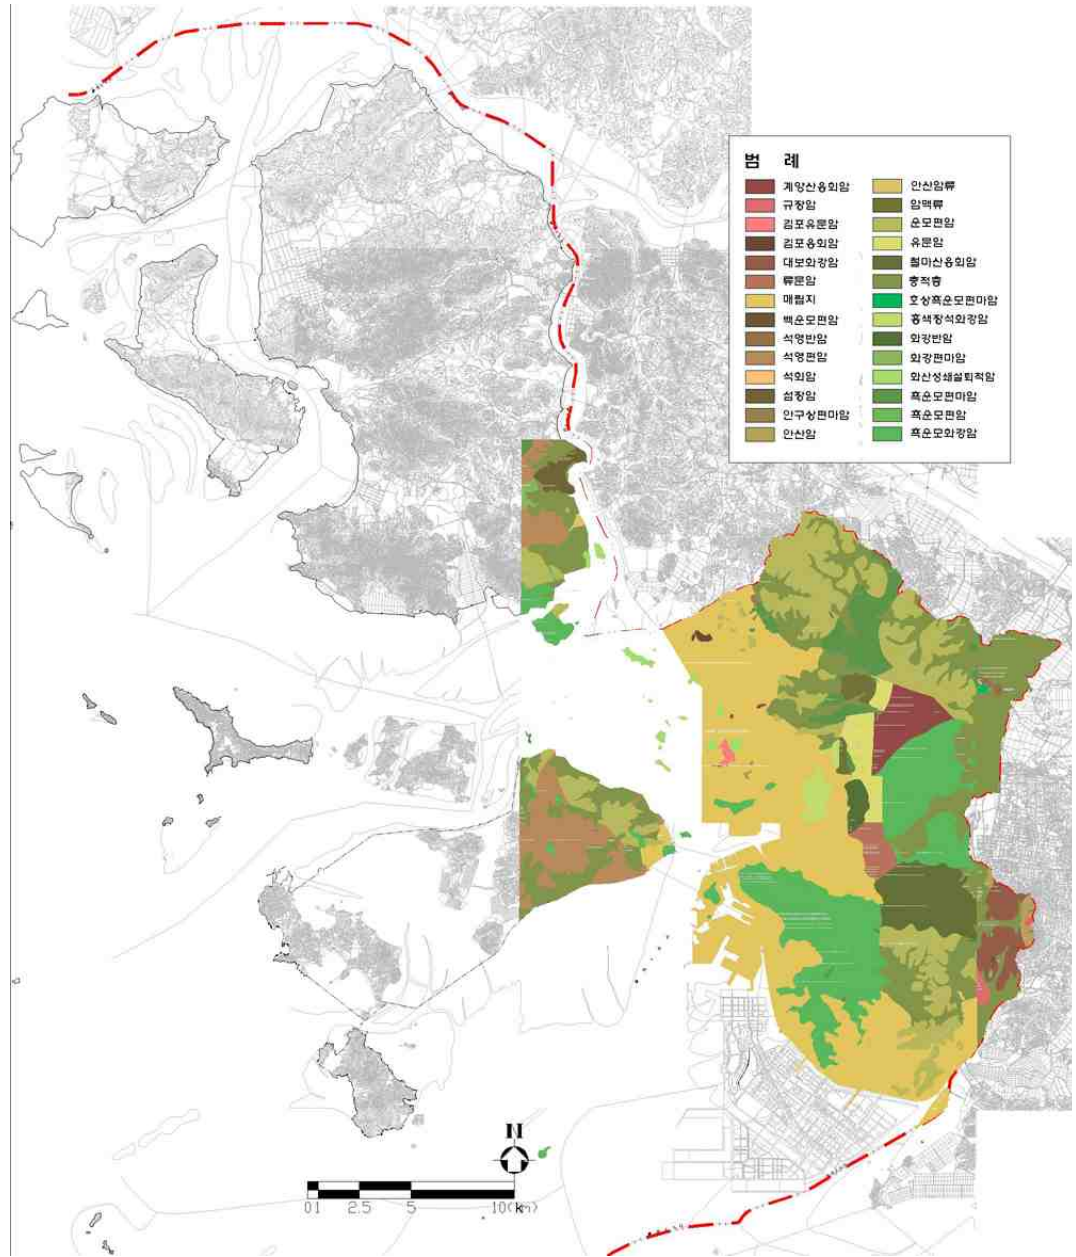 범 례
계양산응회암
규장암
김포유문암
김포응회암
대보화강암
류문암
매립지
백운모편암
석영반암
석영편암
석회암
섬장암
안구상편마암
안산암
안산암류
암맥류
운모편암
유문암
철마산응회암
충적층
호상흑운모편마암
홍색장석화강암
화강반암
화강편마암
화산성쇄설퇴적암
흑운모편마암
흑운모편암
흑운모화강암
N
0 1 2.5 5 10(km)